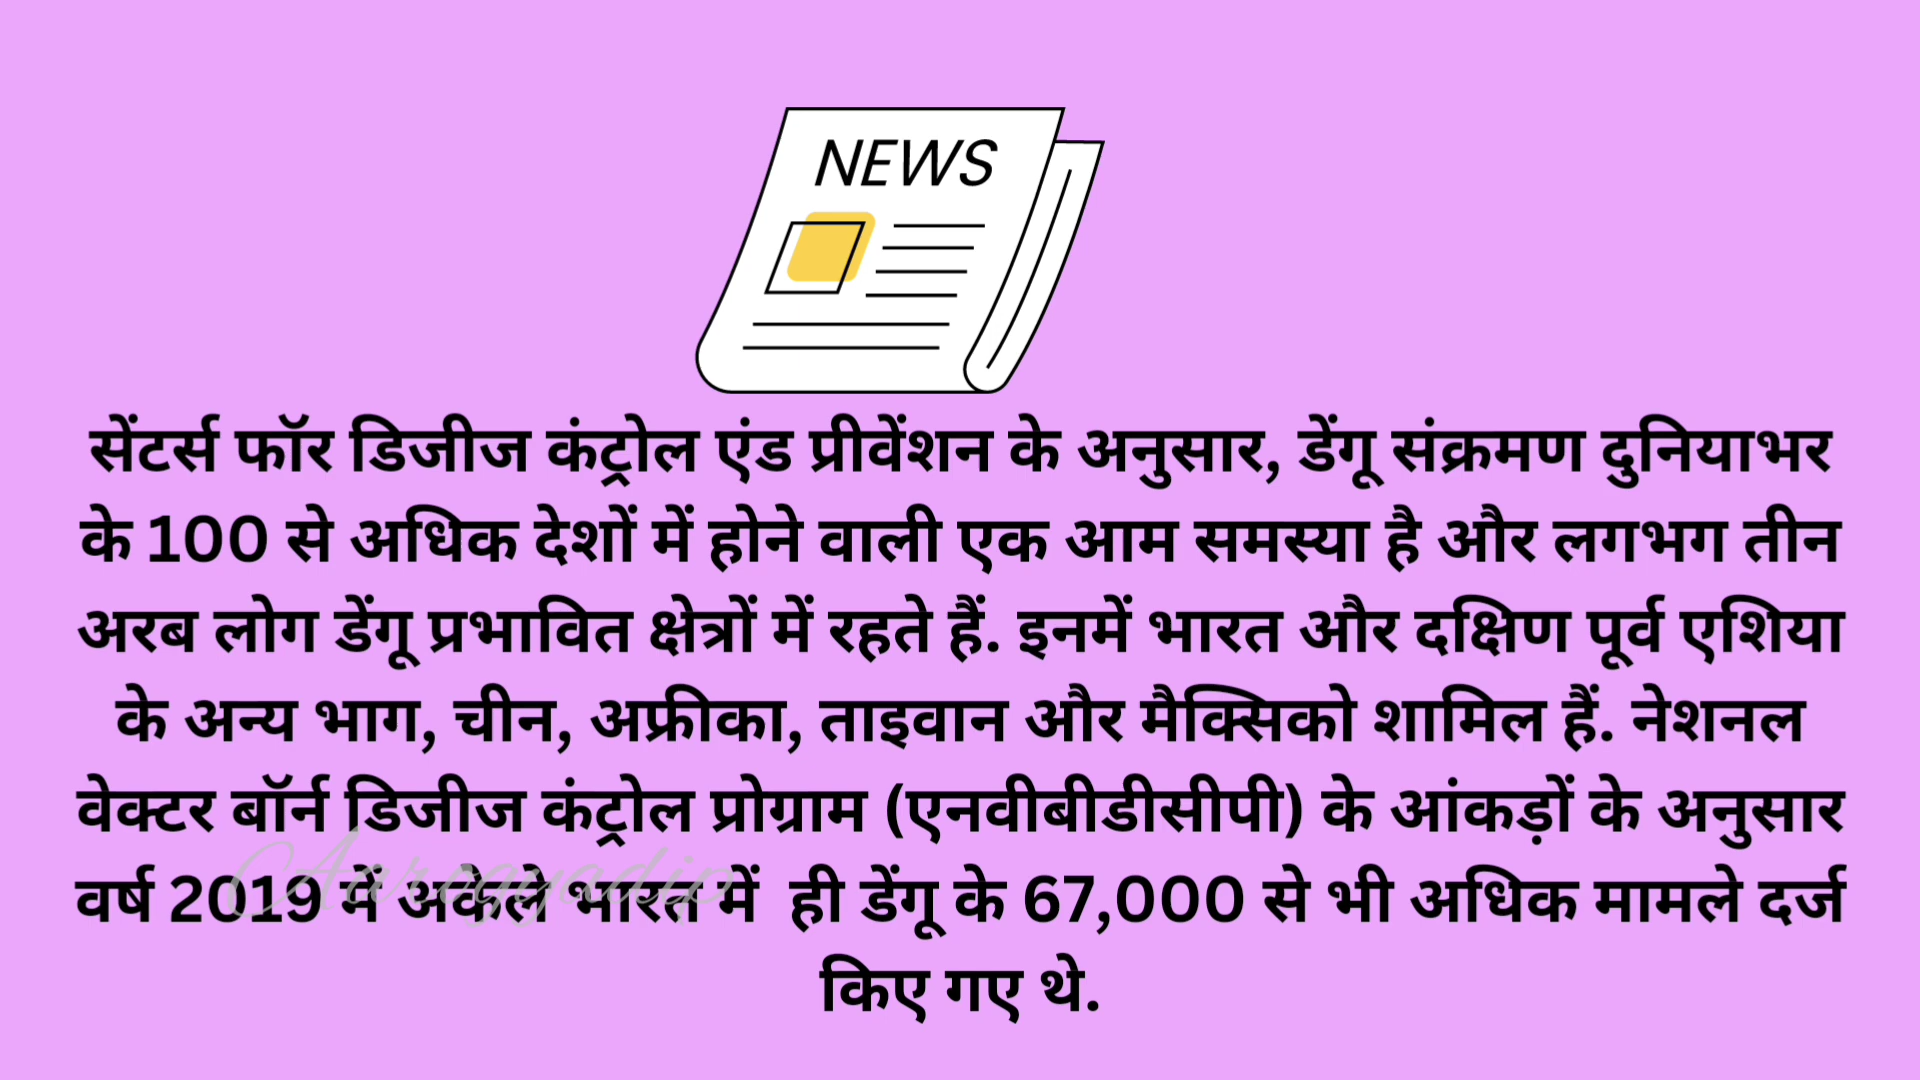 NEWS
सेंटर्स फॉर डिजीज कंट्रोल एंड प्रीवेंशन के अनुसार, डेंगू संक्रमण दुनियाभर
के 100 से अधिक देशों में होने वाली एक आम समस्या है और लगभग तीन
अरब लोग डेंगू प्रभावित क्षेत्रों में रहते हैं. इनमें भारत और दक्षिण पूर्व एशिया
के अन्य भाग, चीन, अफ्रीका, ताइवान और मैक्सिको शामिल हैं. नेशनल
वेक्टर बॉर्न डिजीज कंट्रोल प्रोग्राम (एनवीबीडीसीपी) के आंकड़ों के अनुसार
वर्ष 2019 में अकेले भारत में  ही डेंगू के 67,000 से भी अधिक मामले दर्ज
किए गए थे.
Aarogyadip